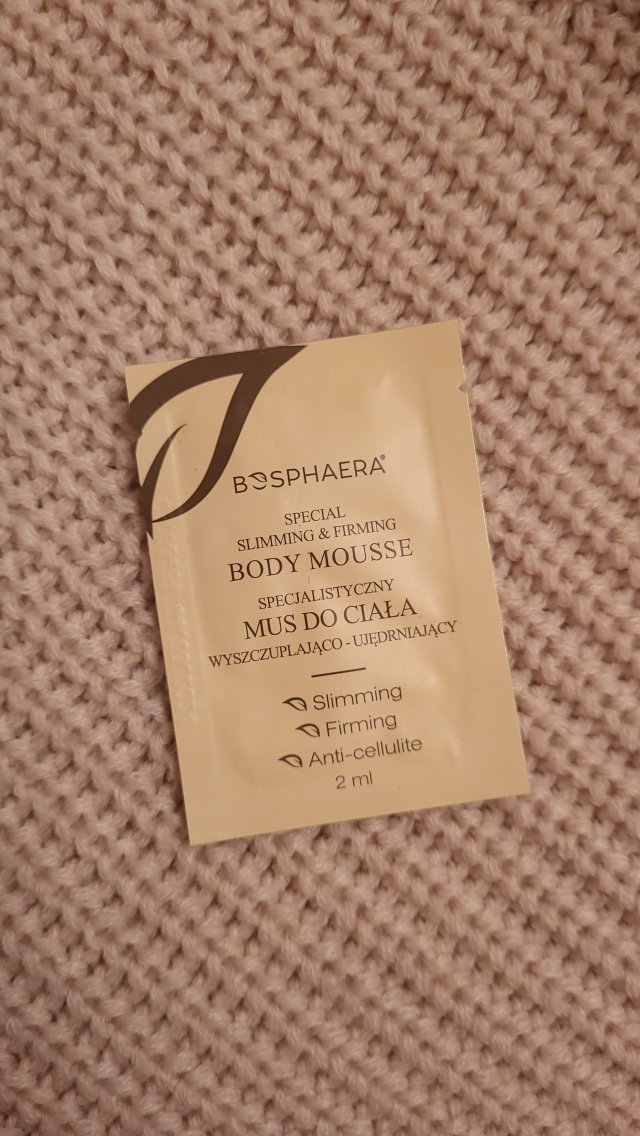 BOSPHAERA®
SPECIAL
SLIMMING & FIRMING
BODY MOUSSE
SPECJALISTYCZNY
MUS DO CIAŁA
WYSZCZUPLAJĄCO - UJĘDRNIAJĄCY
Slimming
Firming
Anti-cellulite
2 ml